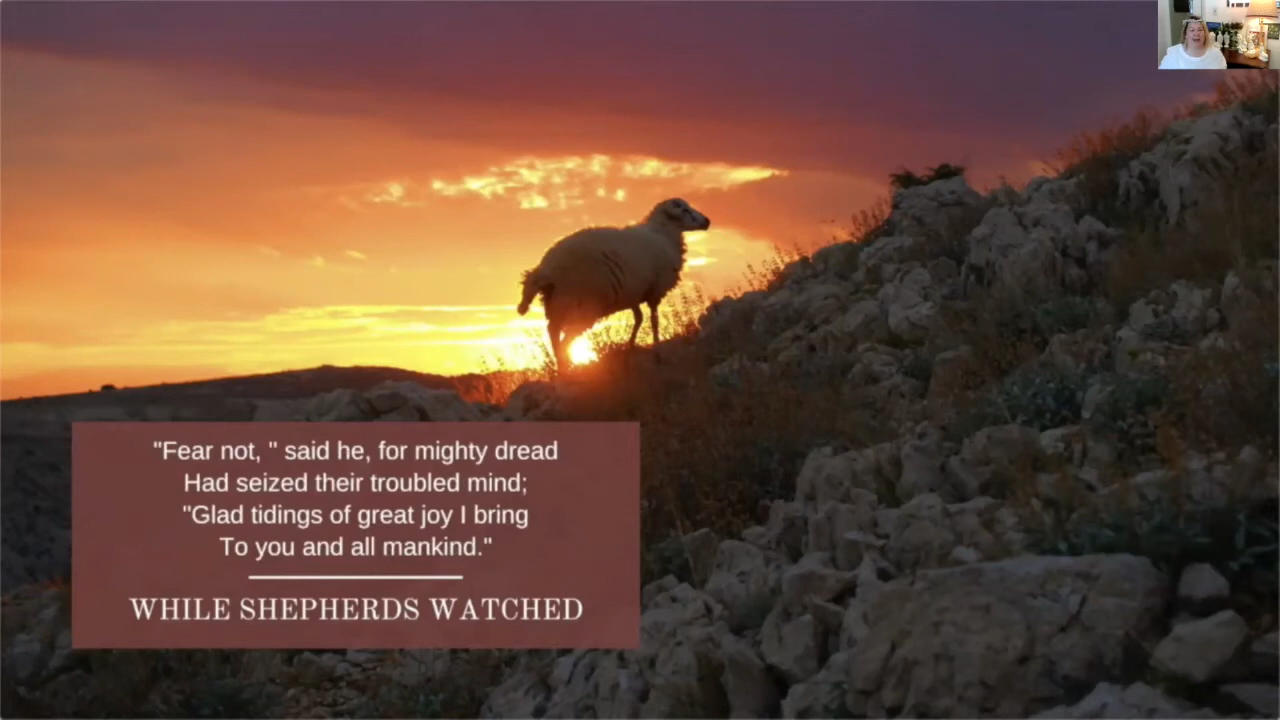 "Fear not, " said he, for mighty dread
Had seized their troubled mind;
"Glad tidings of great joy I bring
To you and all mankind."
WHILE SHEPHERDS WATCHED